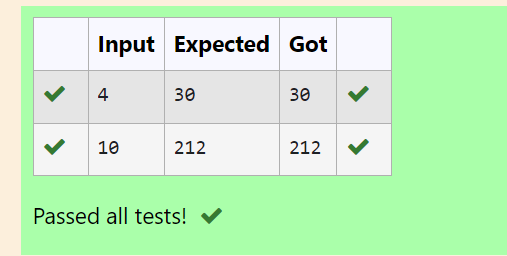 Input Expected Got
4 30 30
10 212 212
Passed all tests!